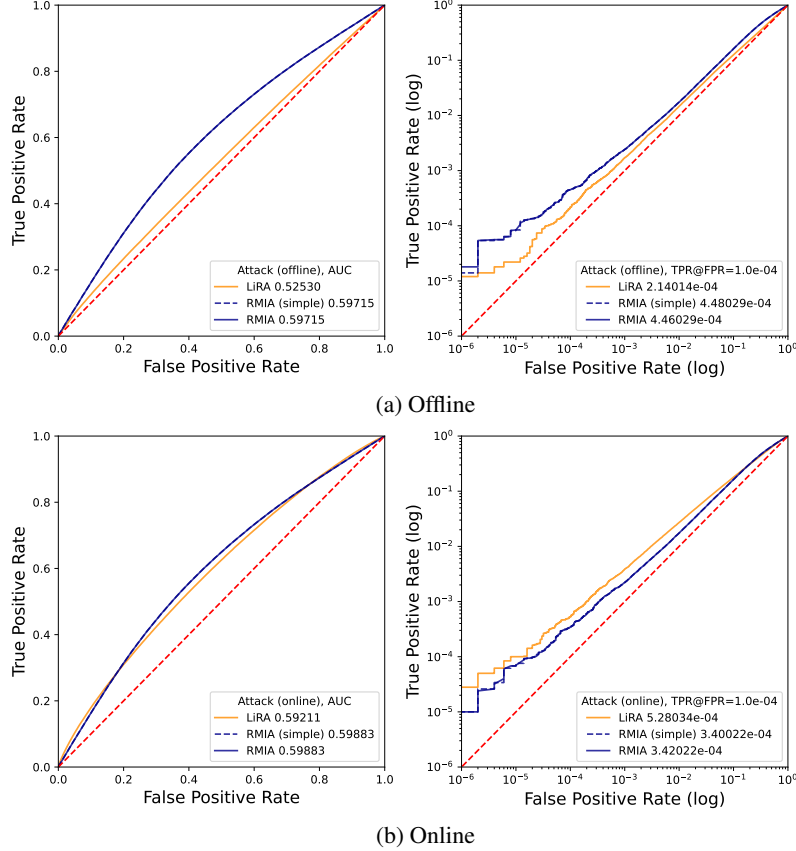 1.0
0.8
0.6
0.4
0.2
0.0
0.0 0.2 0.4 0.6 0.8 1.0
True Positive Rate
False Positive Rate
Attack (offline), AUC
LiRA 0.52530
RMIA (simple) 0.59715
RMIA 0.59715
10⁰
10⁻¹
10⁻²
10⁻³
10⁻⁴
10⁻⁵
10⁻⁶
10⁻⁶ 10⁻⁵ 10⁻⁴ 10⁻³ 10⁻² 10⁻¹ 10⁰
True Positive Rate (log)
False Positive Rate (log)
Attack (offline), TPR@FPR=1.0e-04
LiRA 2.14014e-04
RMIA (simple) 4.48029e-04
RMIA 4.46029e-04
(a) Offline
1.0
0.8
0.6
0.4
0.2
0.0
0.0 0.2 0.4 0.6 0.8 1.0
True Positive Rate
False Positive Rate
Attack (online), AUC
LiRA 0.59211
RMIA (simple) 0.59883
RMIA 0.59883
10⁰
10⁻¹
10⁻²
10⁻³
10⁻⁴
10⁻⁵
10⁻⁶
10⁻⁶ 10⁻⁵ 10⁻⁴ 10⁻³ 10⁻² 10⁻¹ 10⁰
True Positive Rate (log)
False Positive Rate (log)
Attack (online), TPR@FPR=1.0e-04
LiRA 5.28034e-04
RMIA (simple) 3.40022e-04
RMIA 3.42022e-04
(b) Online